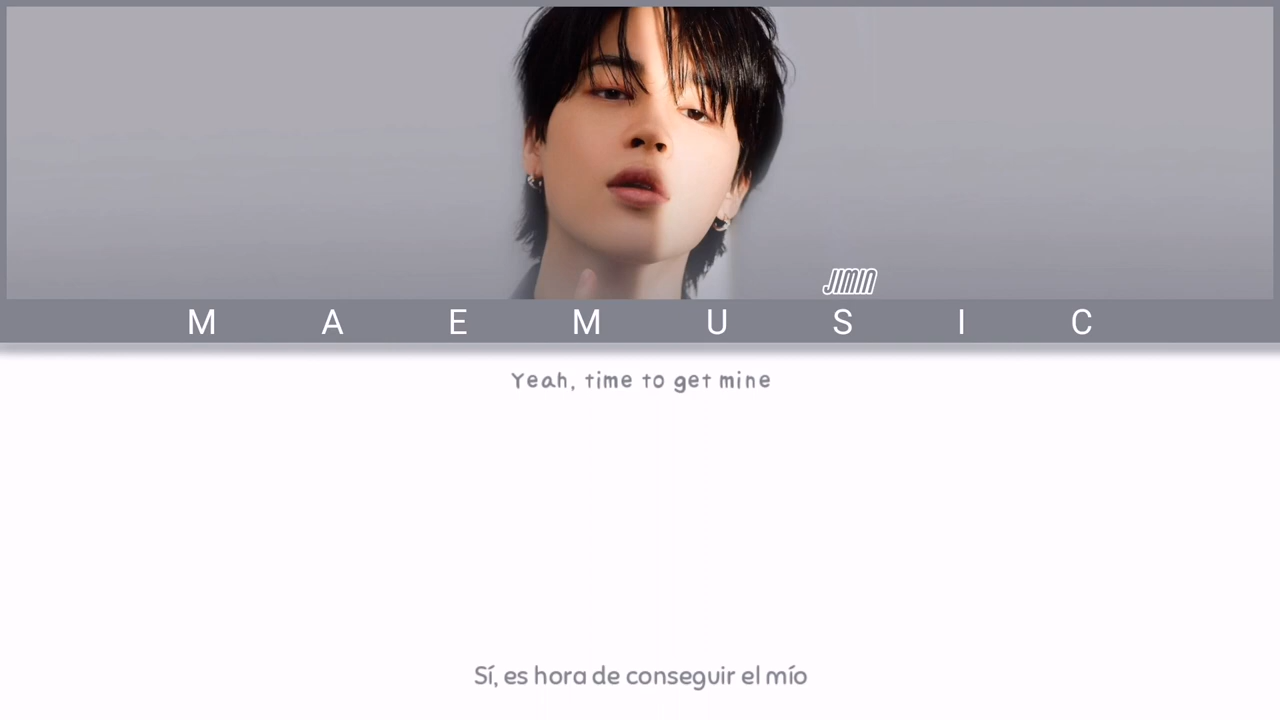 JIMIN
M A E M U S I C
Yeah, time to get mine
Sí, es hora de conseguir el mío